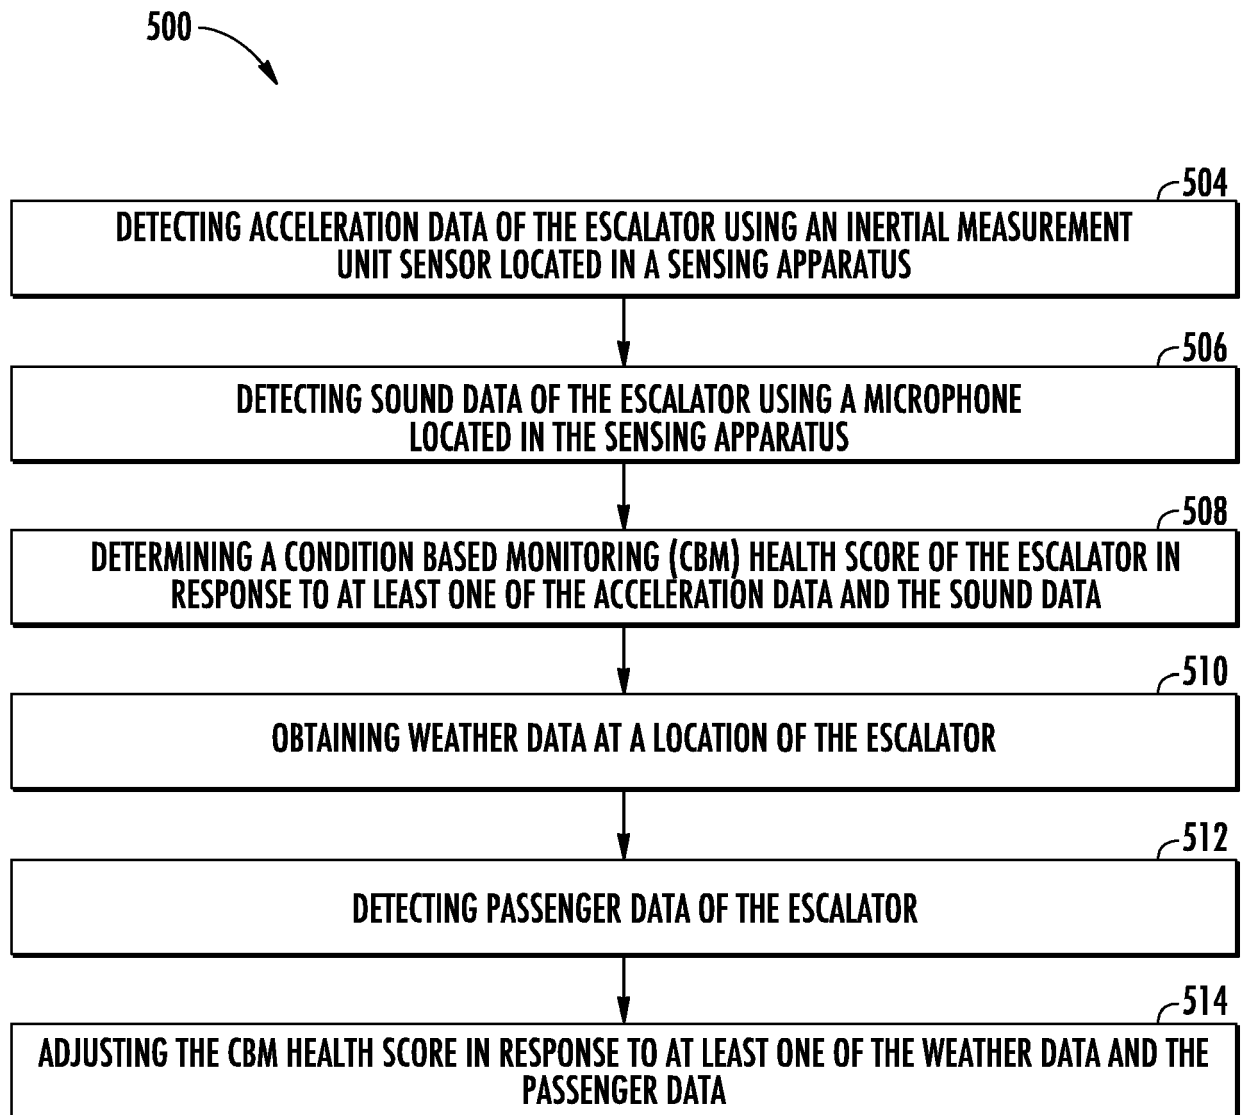 500
504
DETECTING ACCELERATION DATA OF THE ESCALATOR USING AN INERTIAL MEASUREMENT
UNIT SENSOR LOCATED IN A SENSING APPARATUS
506
DETECTING SOUND DATA OF THE ESCALATOR USING A MICROPHONE
LOCATED IN THE SENSING APPARATUS
508
DETERMINING A CONDITION BASED MONITORING (CBM) HEALTH SCORE OF THE ESCALATOR IN
RESPONSE TO AT LEAST ONE OF THE ACCELERATION DATA AND THE SOUND DATA
510
OBTAINING WEATHER DATA AT A LOCATION OF THE ESCALATOR
512
DETECTING PASSENGER DATA OF THE ESCALATOR
514
ADJUSTING THE CBM HEALTH SCORE IN RESPONSE TO AT LEAST ONE OF THE WEATHER DATA AND THE
PASSENGER DATA